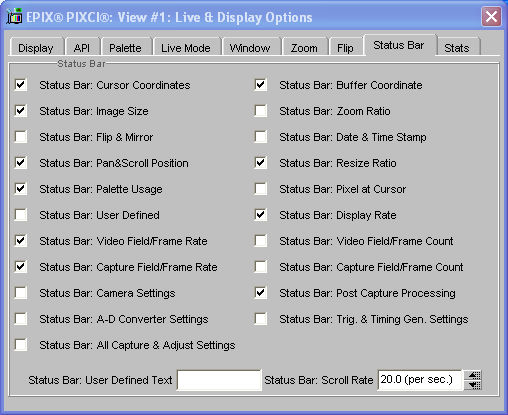 EPIX® PIXCI®: View #1: Live & Display Options
Display API Palette Live Mode Window Zoom Flip Status Bar Stats
Status Bar
Status Bar: Cursor Coordinates Status Bar: Buffer Coordinate
Status Bar: Image Size Status Bar: Zoom Ratio
Status Bar: Flip & Mirror Status Bar: Date & Time Stamp
Status Bar: Pan&Scroll Position Status Bar: Resize Ratio
Status Bar: Palette Usage Status Bar: Pixel at Cursor
Status Bar: User Defined Status Bar: Display Rate
Status Bar: Video Field/Frame Rate Status Bar: Video Field/Frame Count
Status Bar: Capture Field/Frame Rate Status Bar: Capture Field/Frame Count
Status Bar: Camera Settings Status Bar: Post Capture Processing
Status Bar: A-D Converter Settings Status Bar: Trig. & Timing Gen. Settings
Status Bar: All Capture & Adjust Settings
Status Bar: User Defined Text Status Bar: Scroll Rate 20.0 (per sec.)